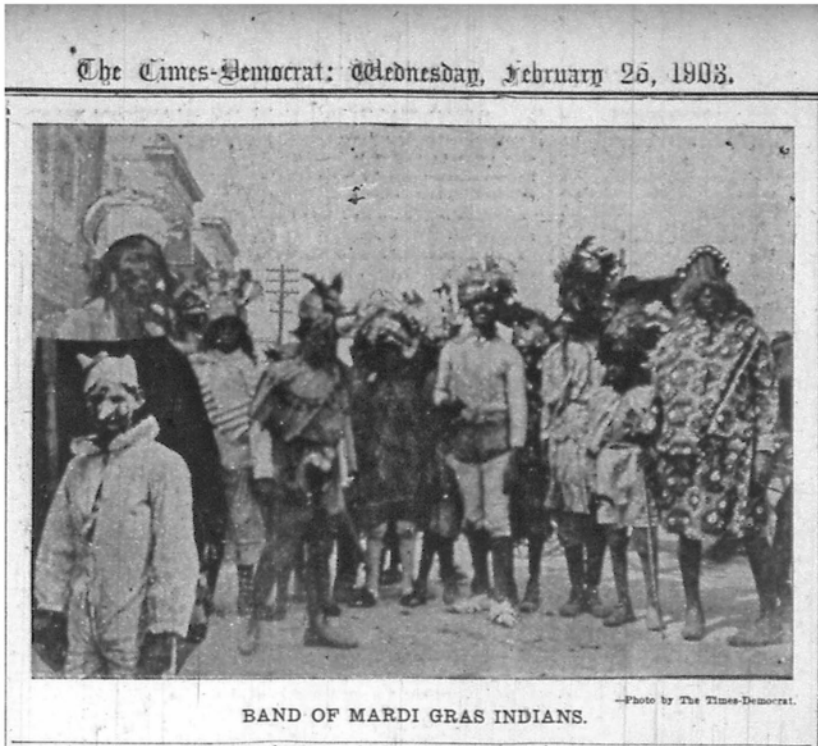 The Times-Democrat: Wednesday, February 25, 1903.
—Photo by The Times-Democrat.
BAND OF MARDI GRAS INDIANS.